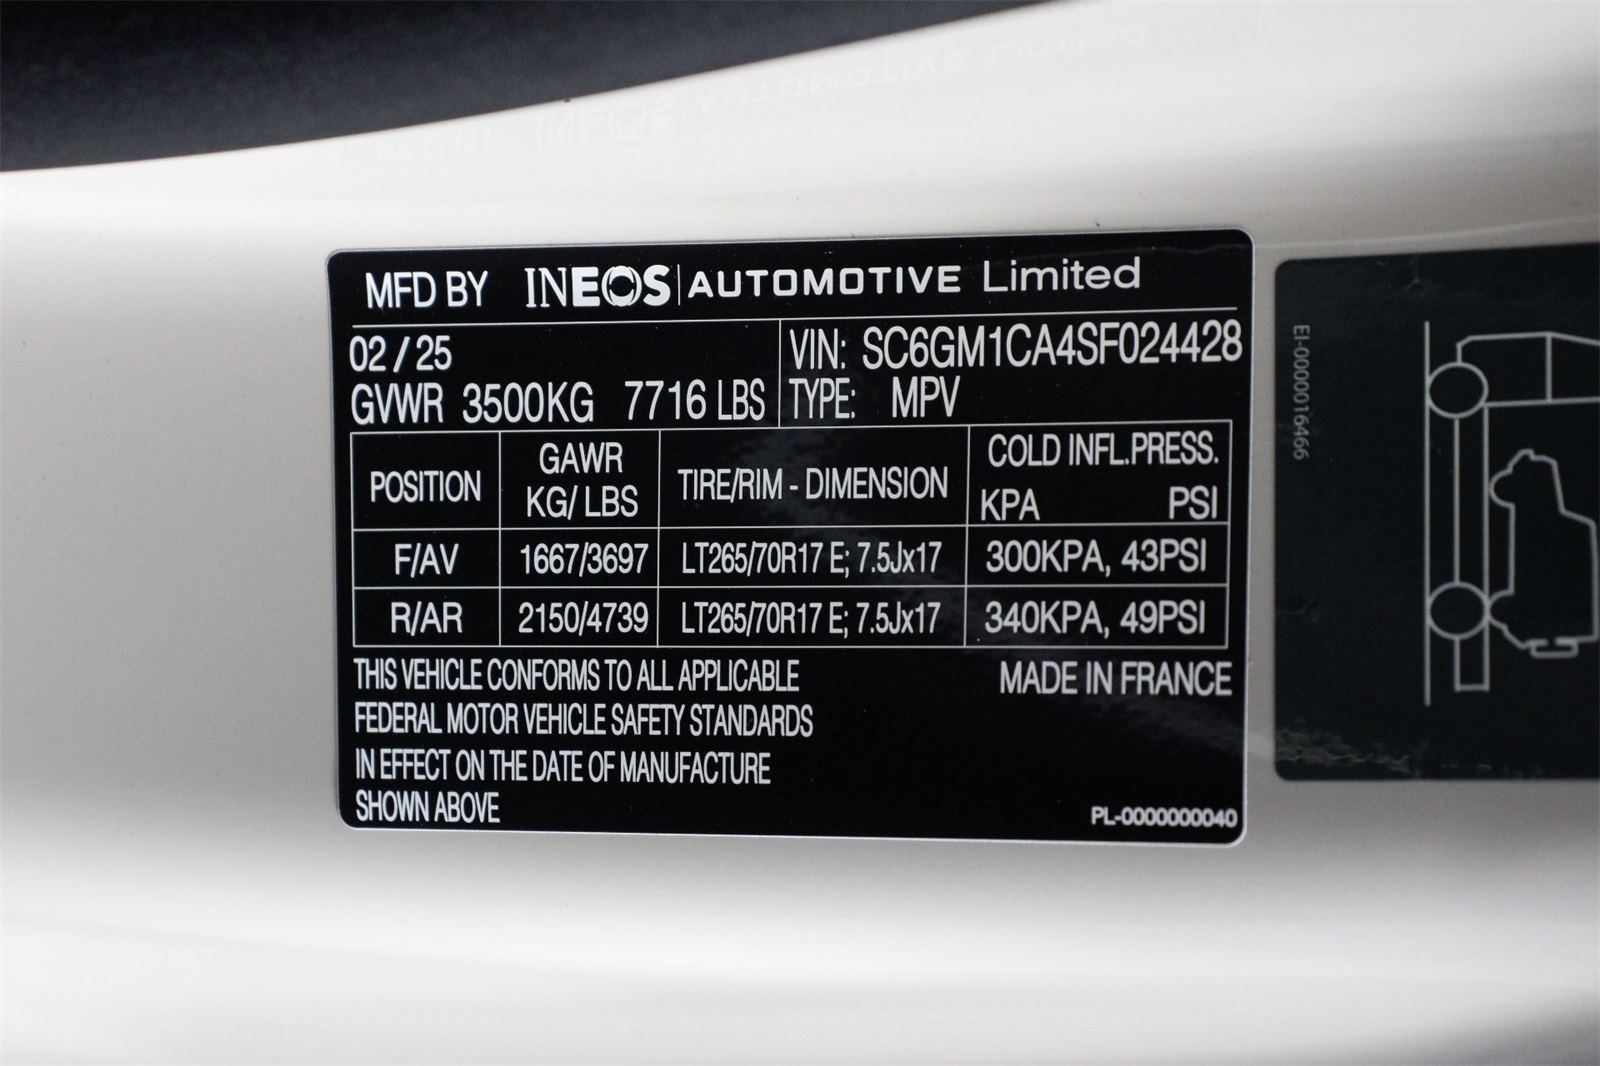 MFD BY INEOS | AUTOMOTIVE Limited
02 / 25
GVWR 3500KG 7716 LBS
VIN: SC6GM1CA4SF024428
TYPE: MPV
POSITION GAWR KG/ LBS TIRE/RIM - DIMENSION COLD INFL.PRESS. KPA PSI
F/AV 1667/3697 LT265/70R17 E; 7.5Jx17 300KPA, 43PSI
R/AR 2150/4739 LT265/70R17 E; 7.5Jx17 340KPA, 49PSI
THIS VEHICLE CONFORMS TO ALL APPLICABLE
FEDERAL MOTOR VEHICLE SAFETY STANDARDS
IN EFFECT ON THE DATE OF MANUFACTURE
SHOWN ABOVE
MADE IN FRANCE
PL-0000000040
EI-0000016466